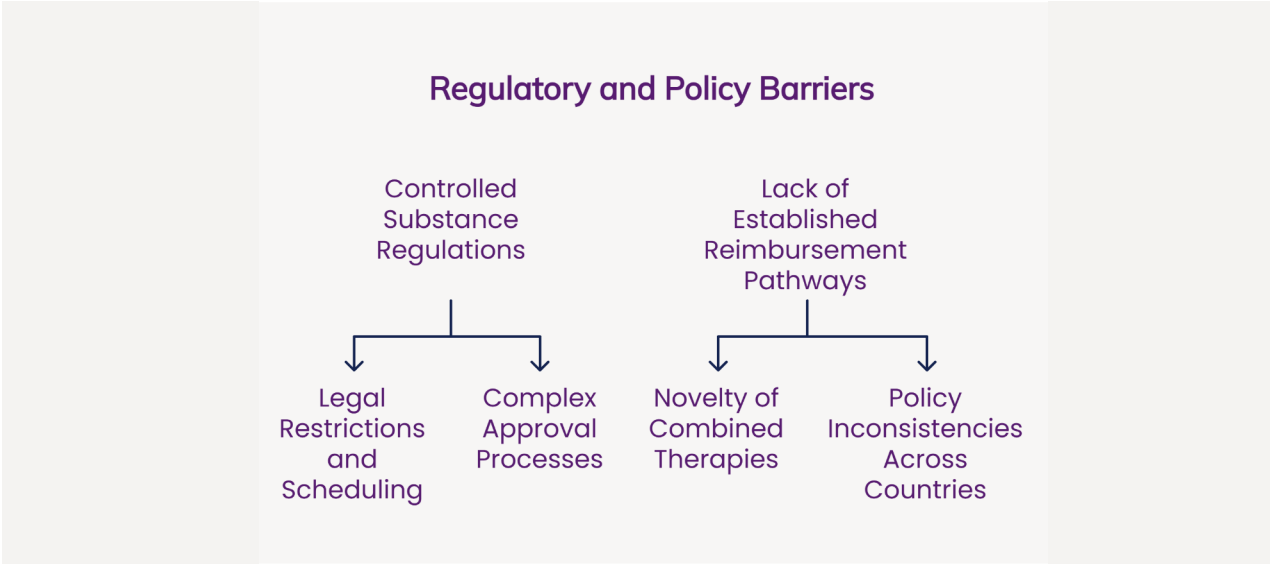 Regulatory and Policy Barriers
Controlled
Substance
Regulations
Lack of
Established
Reimbursement
Pathways
Legal
Restrictions
and
Scheduling
Complex
Approval
Processes
Novelty of
Combined
Therapies
Policy
Inconsistencies
Across
Countries